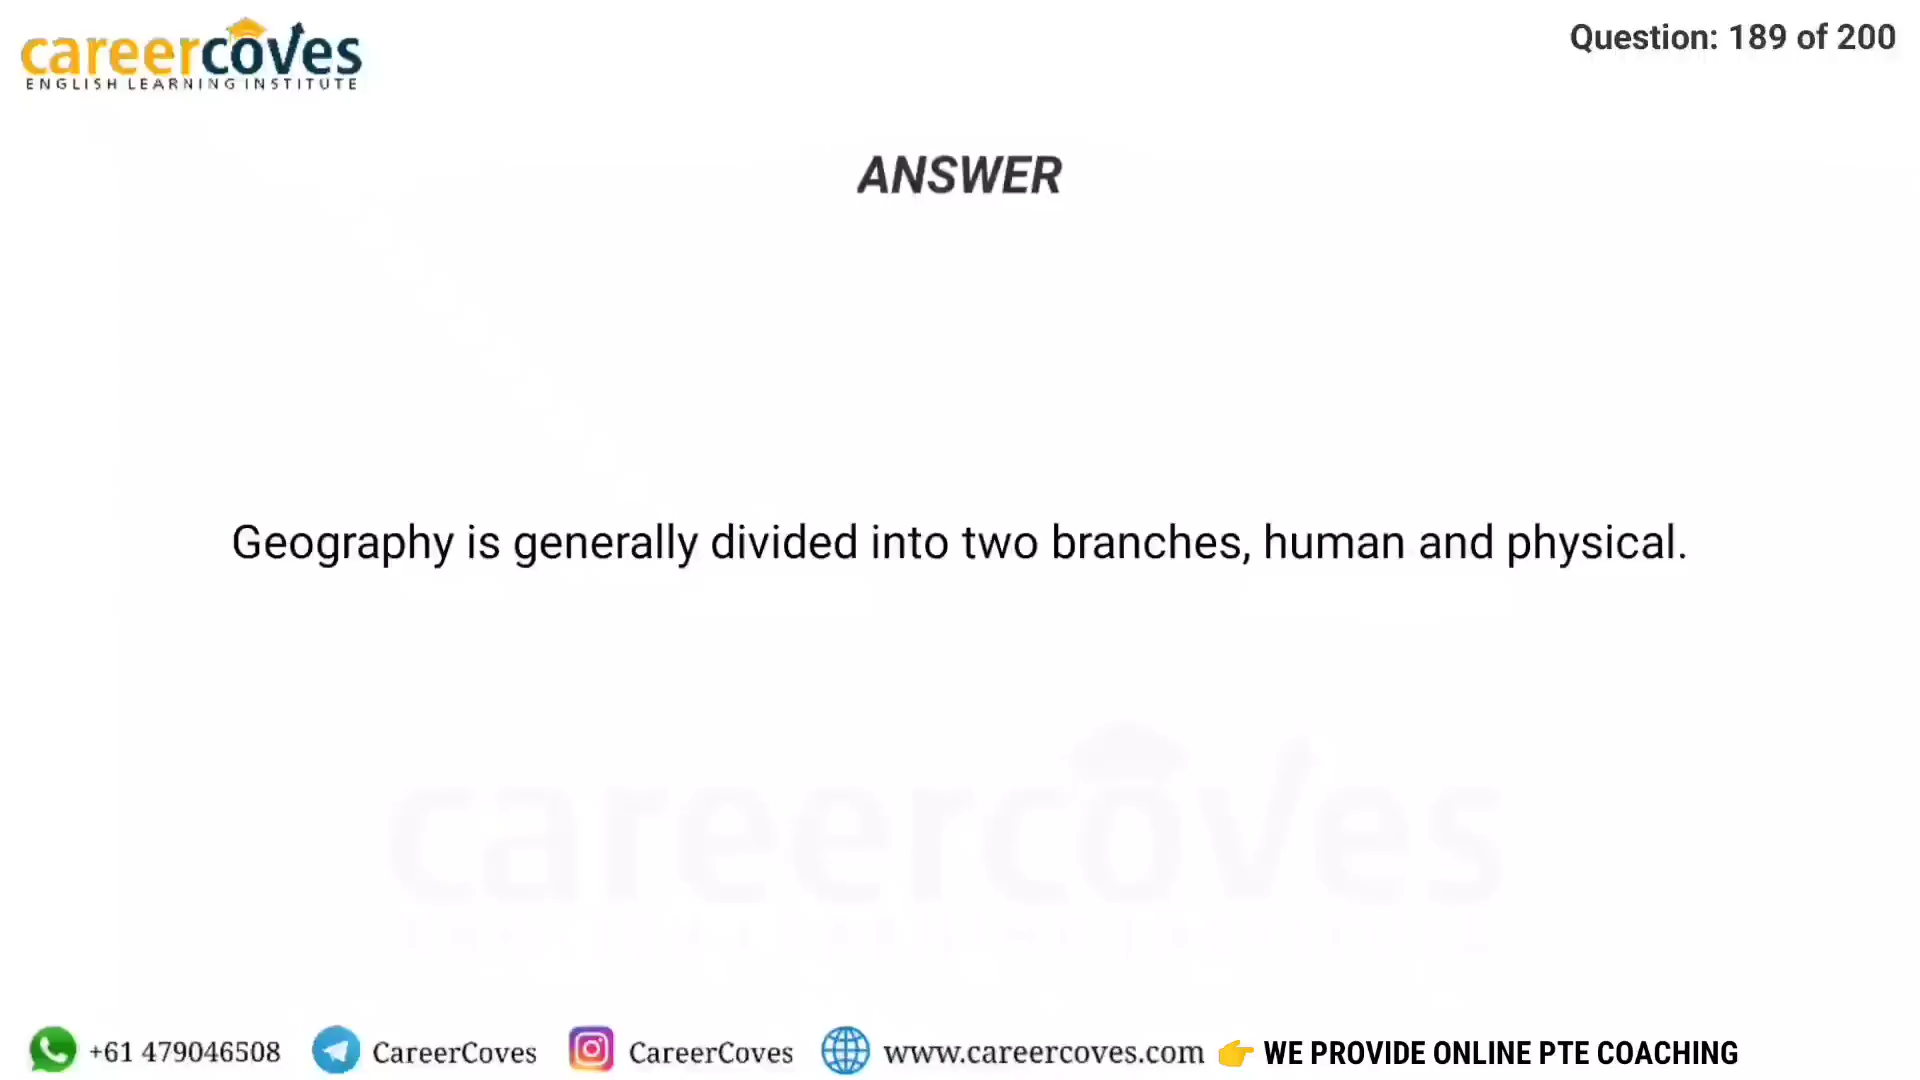 careercoves
ENGLISH LEARNING INSTITUTE
Question: 189 of 200
ANSWER
Geography is generally divided into two branches, human and physical.
careercoves
+61 479046508 CareerCoves CareerCoves www.careercoves.com 👉 WE PROVIDE ONLINE PTE COACHING